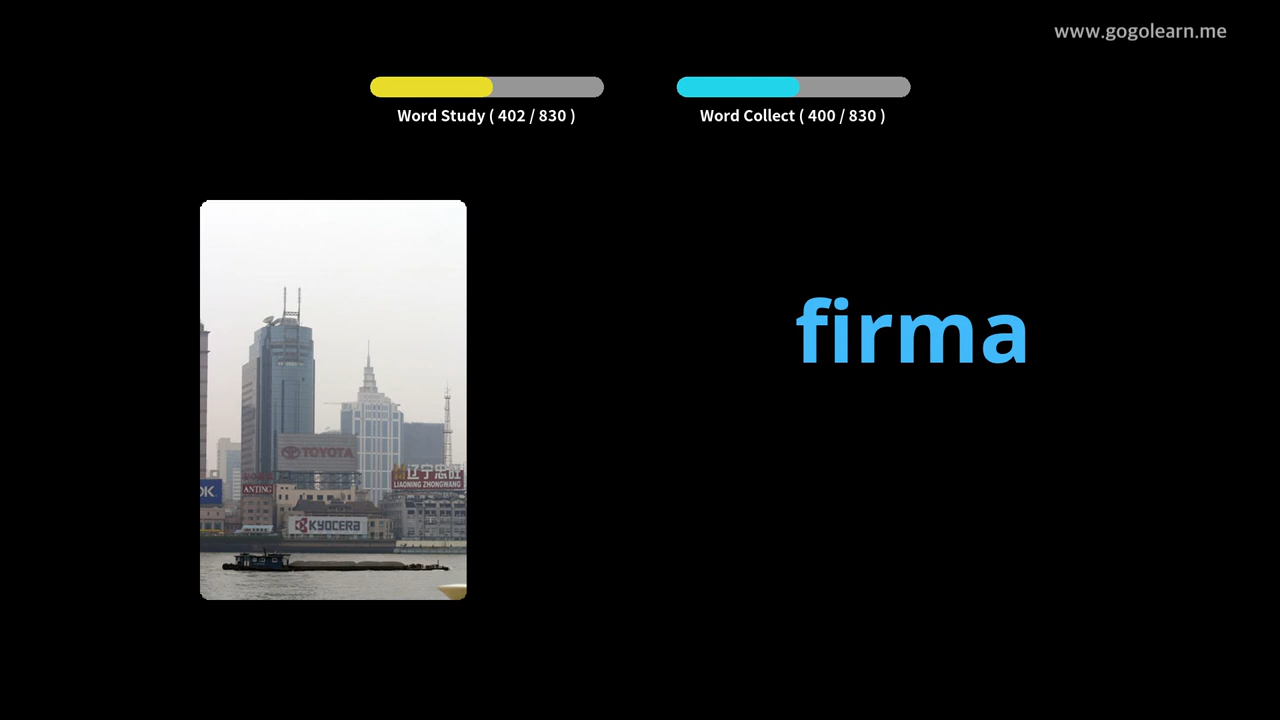 www.gogolearn.me
Word Study ( 402 / 830 )
Word Collect ( 400 / 830 )
firma
TOYOTA
辽宁忠旺
LIAONING ZHONGWANG
ANTING
OK
KYOCERA